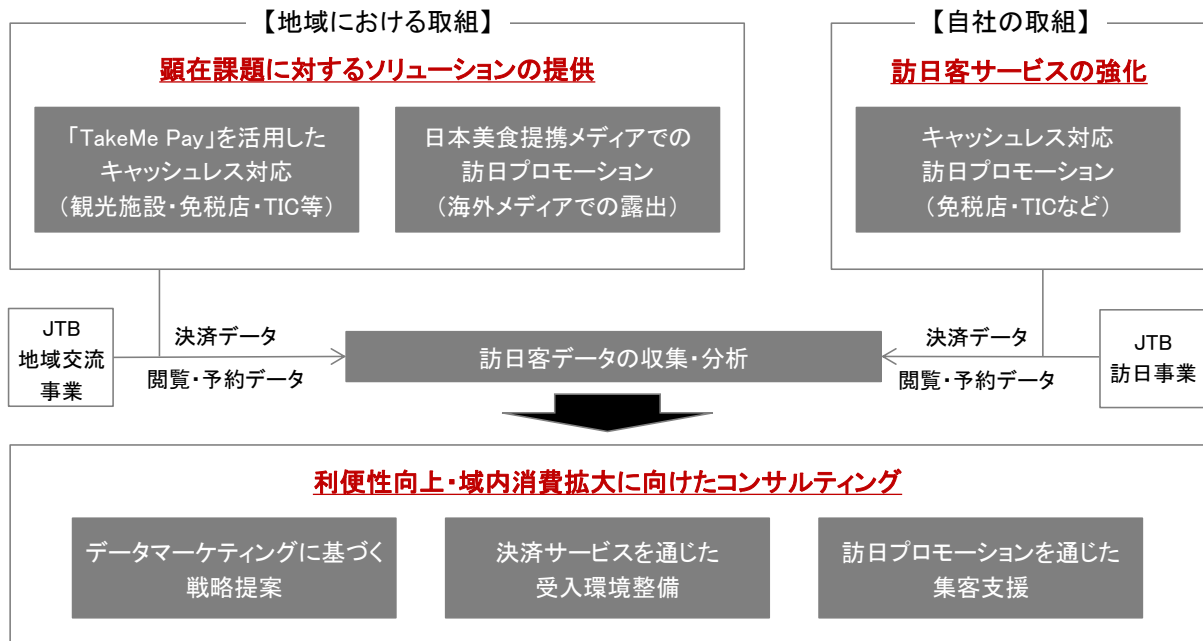 【地域における取組】
顕在課題に対するソリューションの提供
「TakeMe Pay」を活用した
キャッシュレス対応
(観光施設・免税店・TIC等)
日本美食提携メディアでの
訪日プロモーション
(海外メディアでの露出)
【自社の取組】
訪日客サービスの強化
キャッシュレス対応
訪日プロモーション
(免税店・TICなど)
JTB
地域交流
事業
決済データ
閲覧・予約データ
訪日客データの収集・分析
決済データ
閲覧・予約データ
JTB
訪日事業
利便性向上・域内消費拡大に向けたコンサルティング
データマーケティングに基づく
戦略提案
決済サービスを通じた
受入環境整備
訪日プロモーションを通じた
集客支援